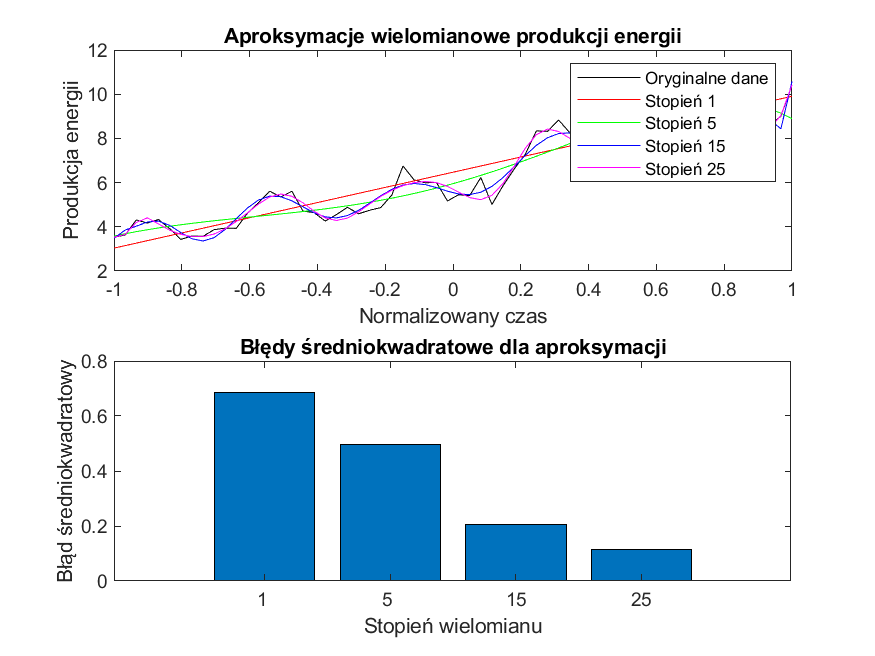 Aproksymacje wielomianowe produkcji energii
12
10
8
6
4
2
Produkcja energii
Oryginalne dane
Stopień 1
Stopień 5
Stopień 15
Stopień 25
-1 -0.8 -0.6 -0.4 -0.2 0 0.2 0.4 0.6 0.8 1
Normalizowany czas
Błędy średniokwadratowe dla aproksymacji
0.8
0.6
0.4
0.2
0
Błąd średniokwadratowy
1 5 15 25
Stopień wielomianu